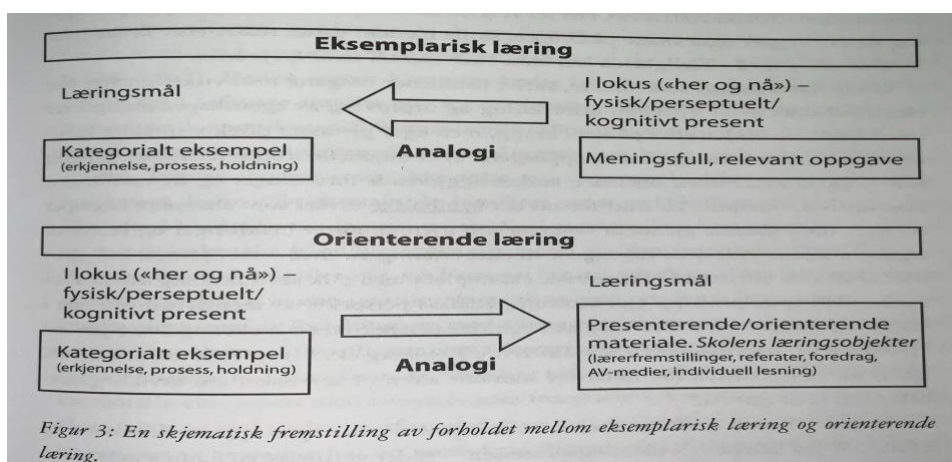 Eksemplarisk læring
Læringsmål
Kategorialt eksempel
(erkjennelse, prosess, holdning)
Analogi
I lokus («her og nå») –
fysisk/perseptuelt/
kognitivt present
Meningsfull, relevant oppgave
Orienterende læring
I lokus («her og nå») –
fysisk/perseptuelt/
kognitivt present
Kategorialt eksempel
(erkjennelse, prosess, holdning)
Analogi
Læringsmål
Presenterende/orienterende
materiale. Skolens læringsobjekter
(lærerfremstillinger, referater, foredrag,
AV-medier, individuell lesning)
Figur 3: En skjematisk fremstilling av forholdet mellom eksemplarisk læring og orienterende
læring.